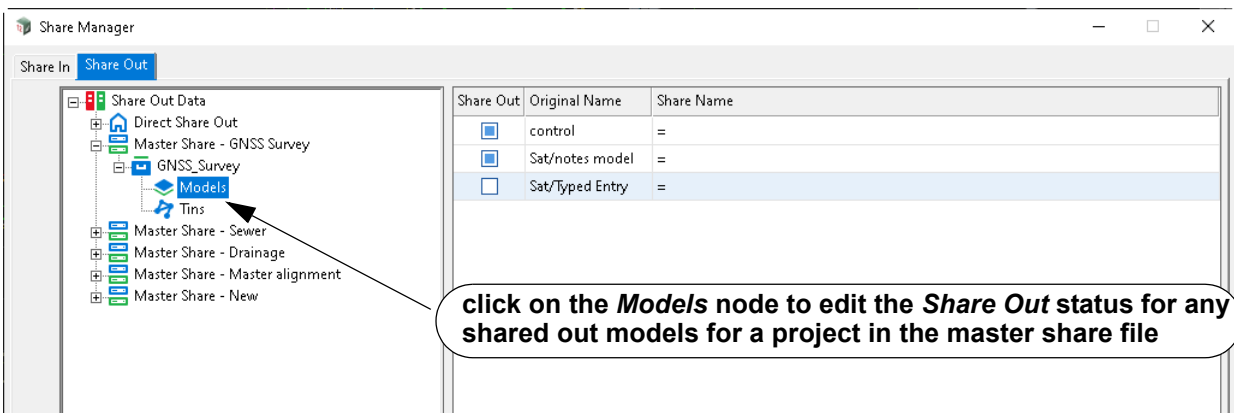 Share Manager
Share In Share Out
Share Out Data
Direct Share Out
Master Share - GNSS Survey
GNSS_Survey
Models
Tins
Master Share - Sewer
Master Share - Drainage
Master Share - Master alignment
Master Share - New
Share Out Original Name Share Name
control =
Sat/notes model =
Sat/Typed Entry =
click on the Models node to edit the Share Out status for any
shared out models for a project in the master share file